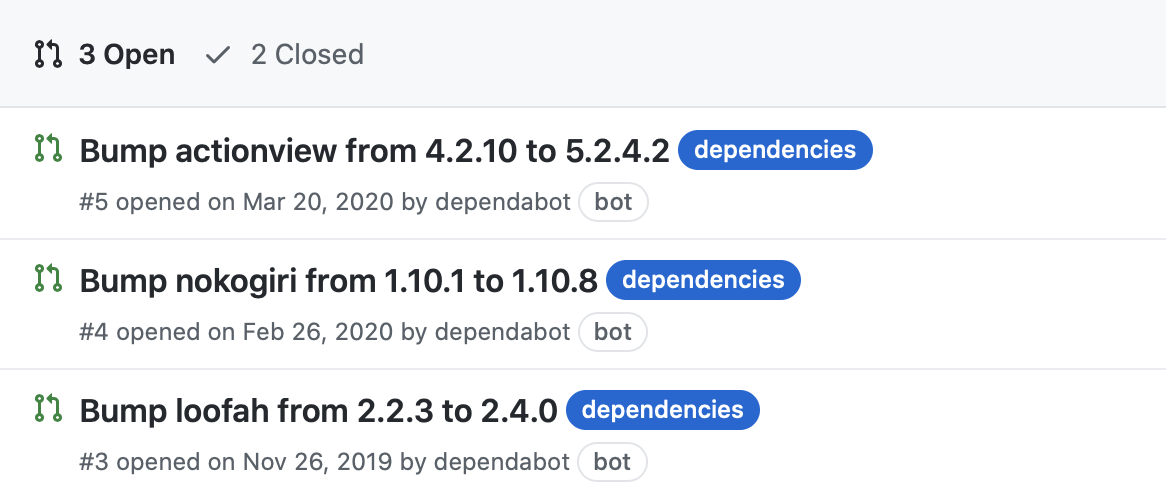 3 Open 2 Closed
Bump actionview from 4.2.10 to 5.2.4.2 dependencies
#5 opened on Mar 20, 2020 by dependabot bot
Bump nokogiri from 1.10.1 to 1.10.8 dependencies
#4 opened on Feb 26, 2020 by dependabot bot
Bump loofah from 2.2.3 to 2.4.0 dependencies
#3 opened on Nov 26, 2019 by dependabot bot